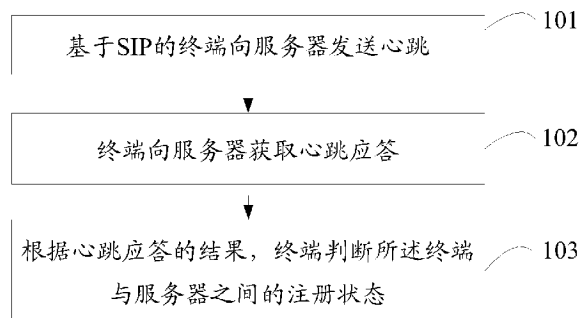 基于SIP的终端向服务器发送心跳
101
终端向服务器获取心跳应答
102
根据心跳应答的结果，终端判断所述终端
与服务器之间的注册状态
103